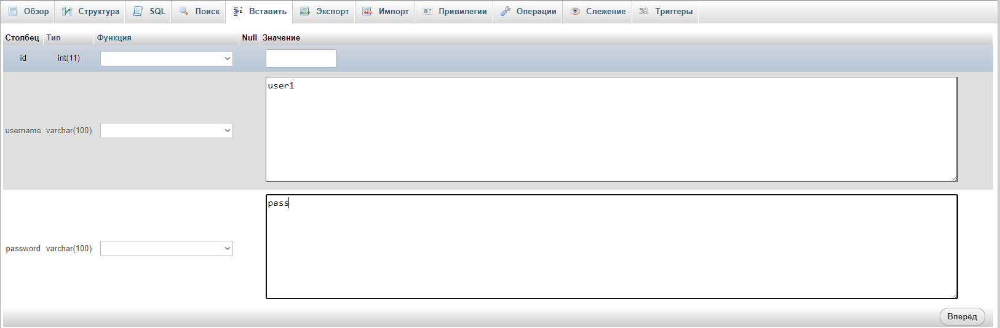 Обзор Структура SQL Поиск Вставить Экспорт Импорт Привилегии Операции Слежение Триггеры
Столбец Тип Функция Null Значение
id int(11)
user1
username varchar(100)
pass
password varchar(100)
Вперёд